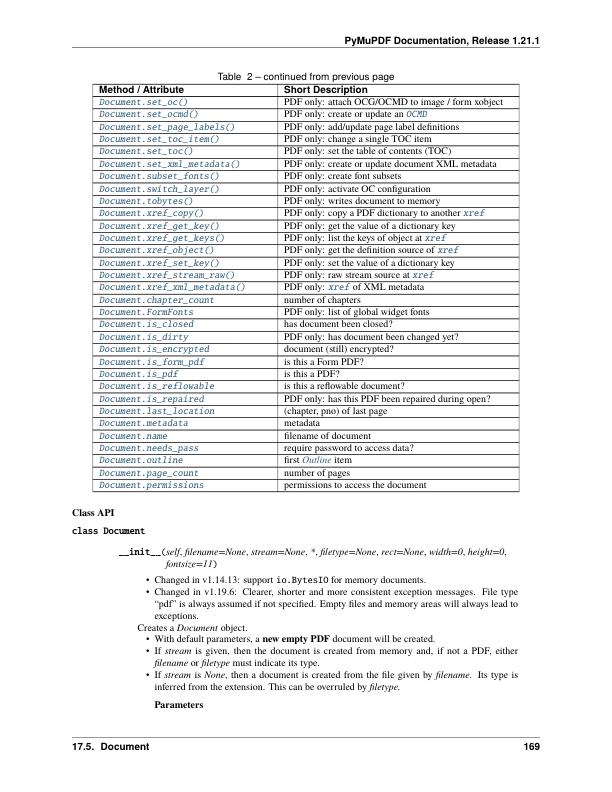 PyMuPDF Documentation, Release 1.21.1
Table 2 – continued from previous page
Method / Attribute Short Description
Document.set_oc() PDF only: attach OCG/OCMD to image / form xobject
Document.set_ocmd() PDF only: create or update an OCMD
Document.set_page_labels() PDF only: add/update page label definitions
Document.set_toc_item() PDF only: change a single TOC item
Document.set_toc() PDF only: set the table of contents (TOC)
Document.set_xml_metadata() PDF only: create or update document XML metadata
Document.subset_fonts() PDF only: create font subsets
Document.switch_layer() PDF only: activate OC configuration
Document.tobytes() PDF only: writes document to memory
Document.xref_copy() PDF only: copy a PDF dictionary to another xref
Document.xref_get_key() PDF only: get the value of a dictionary key
Document.xref_get_keys() PDF only: list the keys of object at xref
Document.xref_object() PDF only: get the definition source of xref
Document.xref_set_key() PDF only: set the value of a dictionary key
Document.xref_stream_raw() PDF only: raw stream source at xref
Document.xref_xml_metadata() PDF only: xref of XML metadata
Document.chapter_count number of chapters
Document.FormFonts PDF only: list of global widget fonts
Document.is_closed has document been closed?
Document.is_dirty PDF only: has document been changed yet?
Document.is_encrypted document (still) encrypted?
Document.is_form_pdf is this a Form PDF?
Document.is_pdf is this a PDF?
Document.is_reflowable is this a reflowable document?
Document.is_repaired PDF only: has this PDF been repaired during open?
Document.last_location (chapter, pno) of last page
Document.metadata metadata
Document.name filename of document
Document.needs_pass require password to access data?
Document.outline first Outline item
Document.page_count number of pages
Document.permissions permissions to access the document
Class API
class Document
__init__(self, filename=None, stream=None, *, filetype=None, rect=None, width=0, height=0,
fontsize=11)
• Changed in v1.14.13: support io.BytesIO for memory documents.
• Changed in v1.19.6: Clearer, shorter and more consistent exception messages. File type
“pdf” is always assumed if not specified. Empty files and memory areas will always lead to
exceptions.
Creates a Document object.
• With default parameters, a new empty PDF document will be created.
• If stream is given, then the document is created from memory and, if not a PDF, either
filename or filetype must indicate its type.
• If stream is None, then a document is created from the file given by filename. Its type is
inferred from the extension. This can be overruled by filetype.
Parameters
17.5. Document 169